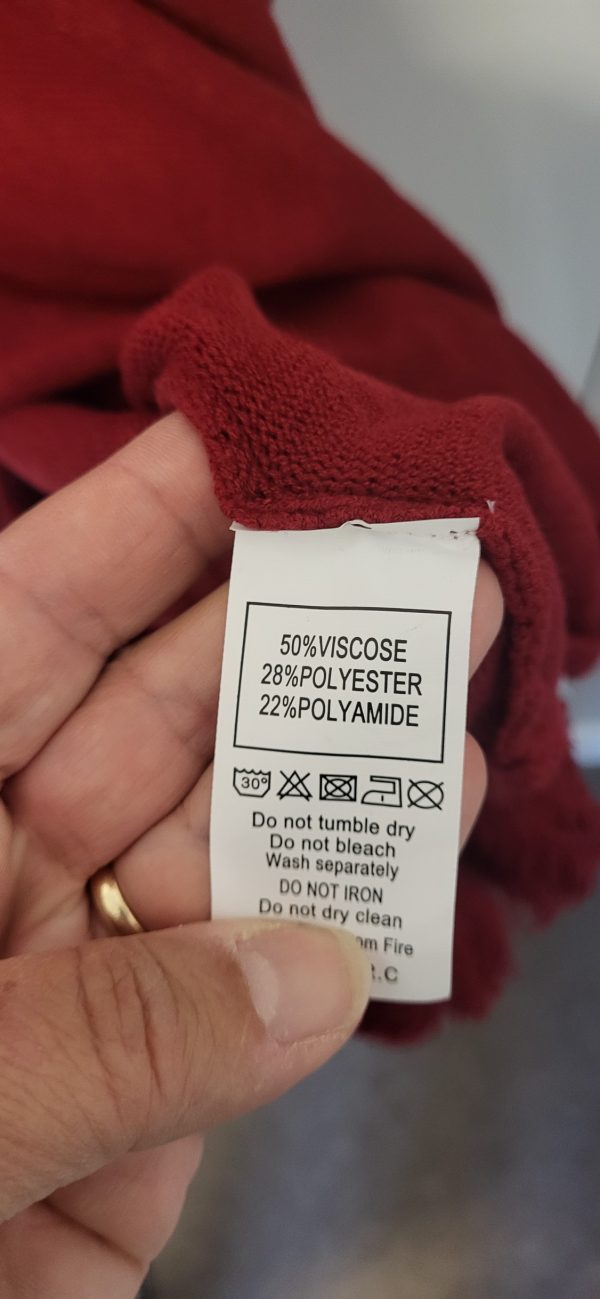 50%VISCOSE
28%POLYESTER
22%POLYAMIDE
30°
Do not tumble dry
Do not bleach
Wash separately
DO NOT IRON
Do not dry clean
Fire
.C